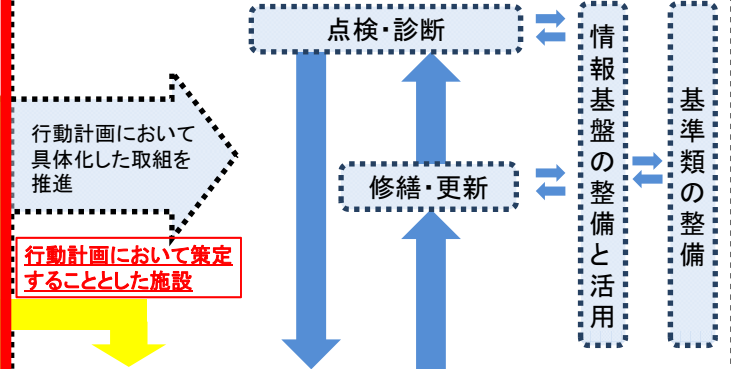 点検・診断
行動計画において
具体化した取組を
推進
修繕・更新
行動計画において策定
することとした施設
情報基盤の整備と活用
基準類の整備